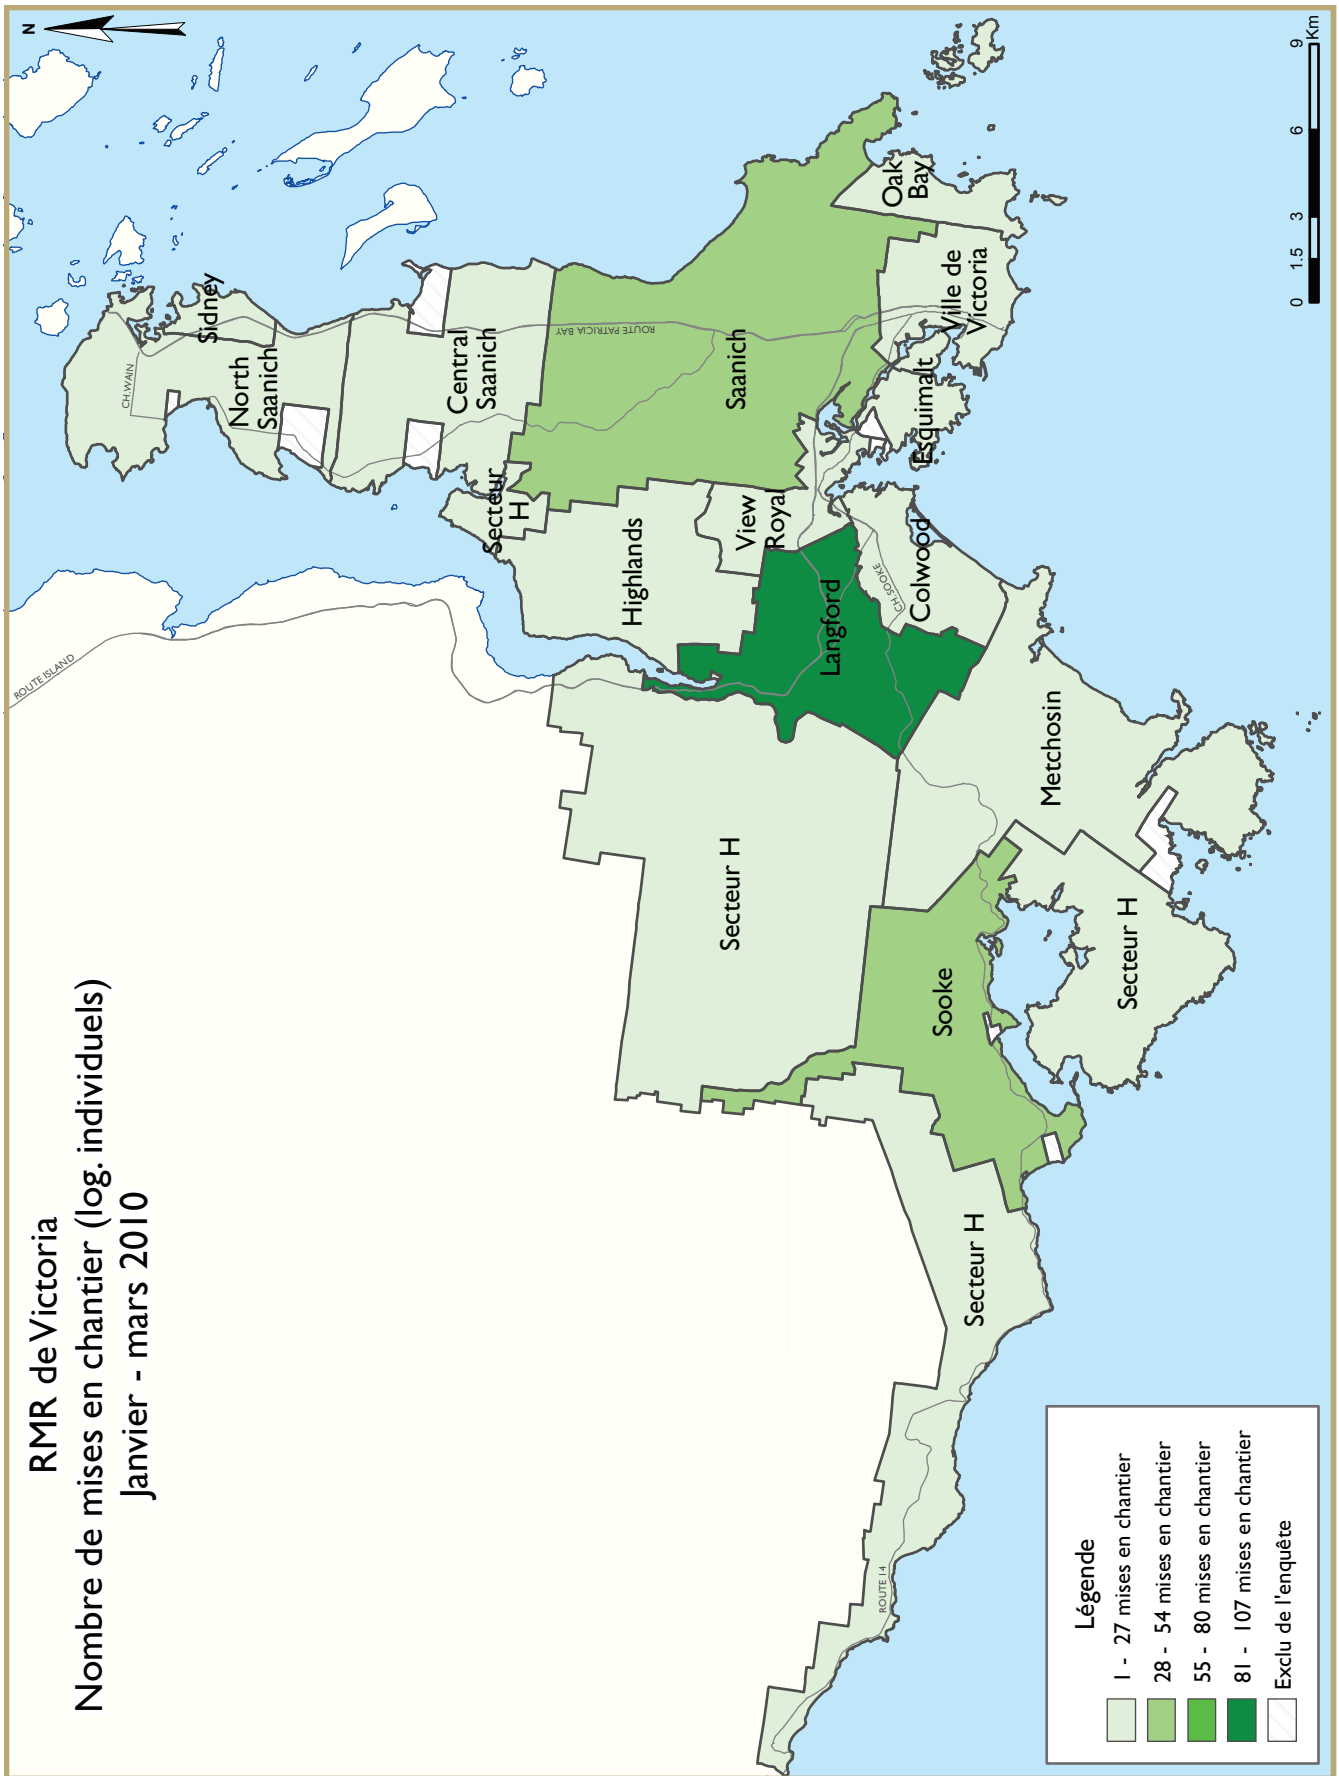 RMR de Victoria
Nombre de mises en chantier (log. individuels)
Janvier - mars 2010
N
ROUTE ISLAND
CH.WAIN
Sidney
North
Saanich
Central
Saanich
ROUTE PATRICIA BAY
Saanich
Secteur
H
Highlands
View
Royal
Oak
Bay
Ville de
Victoria
Esquimalt
Colwood
CH.SOOKE
Langford
Metchosin
Secteur H
Sooke
Secteur H
Secteur H
ROUTE 14
Légende
1 - 27 mises en chantier
28 - 54 mises en chantier
55 - 80 mises en chantier
81 - 107 mises en chantier
Exclu de l'enquête
0 1.5 3 6 9
Km